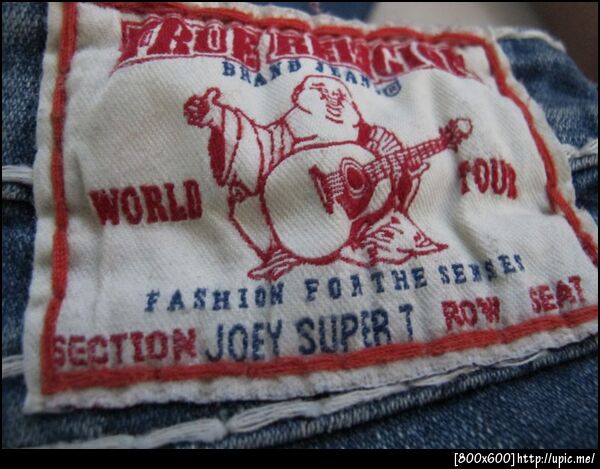 TRUE RELIGION
BRAND JEANS®
WORLD TOUR
FASHION FOR THE SENSES
SECTION JOEY SUPER T ROW SEAT
[800x600]http://upic.me/